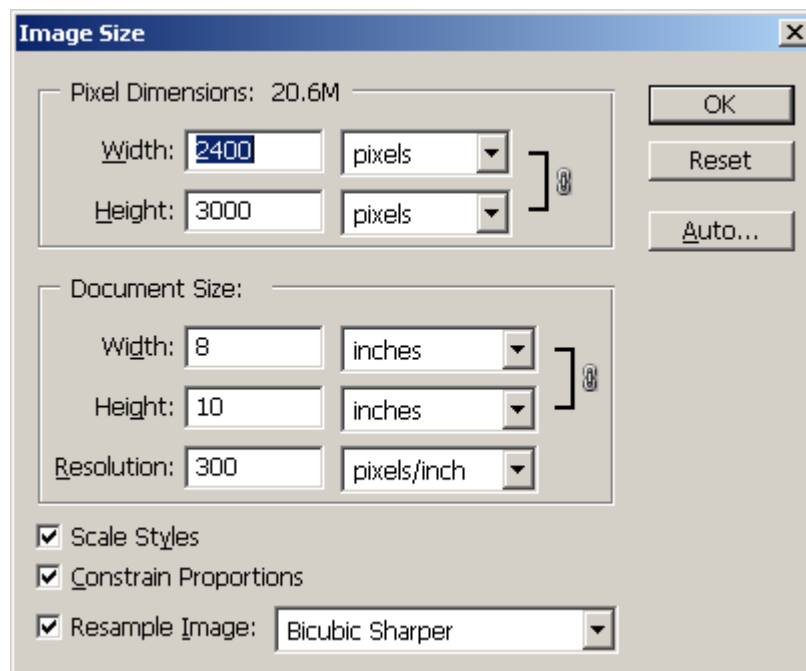 Image Size
Pixel Dimensions: 20.6M
OK
Width: 2400 pixels
Reset
Height: 3000 pixels
Auto...
Document Size:
Width: 8 inches
Height: 10 inches
Resolution: 300 pixels/inch
Scale Styles
Constrain Proportions
Resample Image: Bicubic Sharper